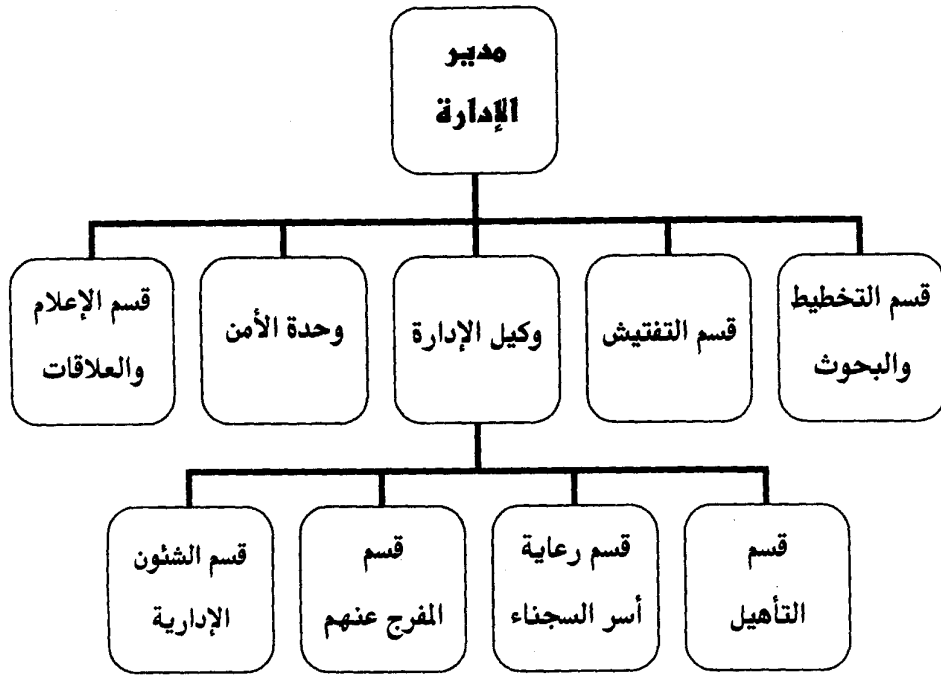 مدير
الإدارة
قسم التخطيط
والبحوث
قسم التفتيش
وكيل الإدارة
وحدة الأمن
قسم الإعلام
والعلاقات
قسم
التأهيل
قسم رعاية
أسر السجناء
قسم
المفرج عنهم
قسم الشئون
الإدارية